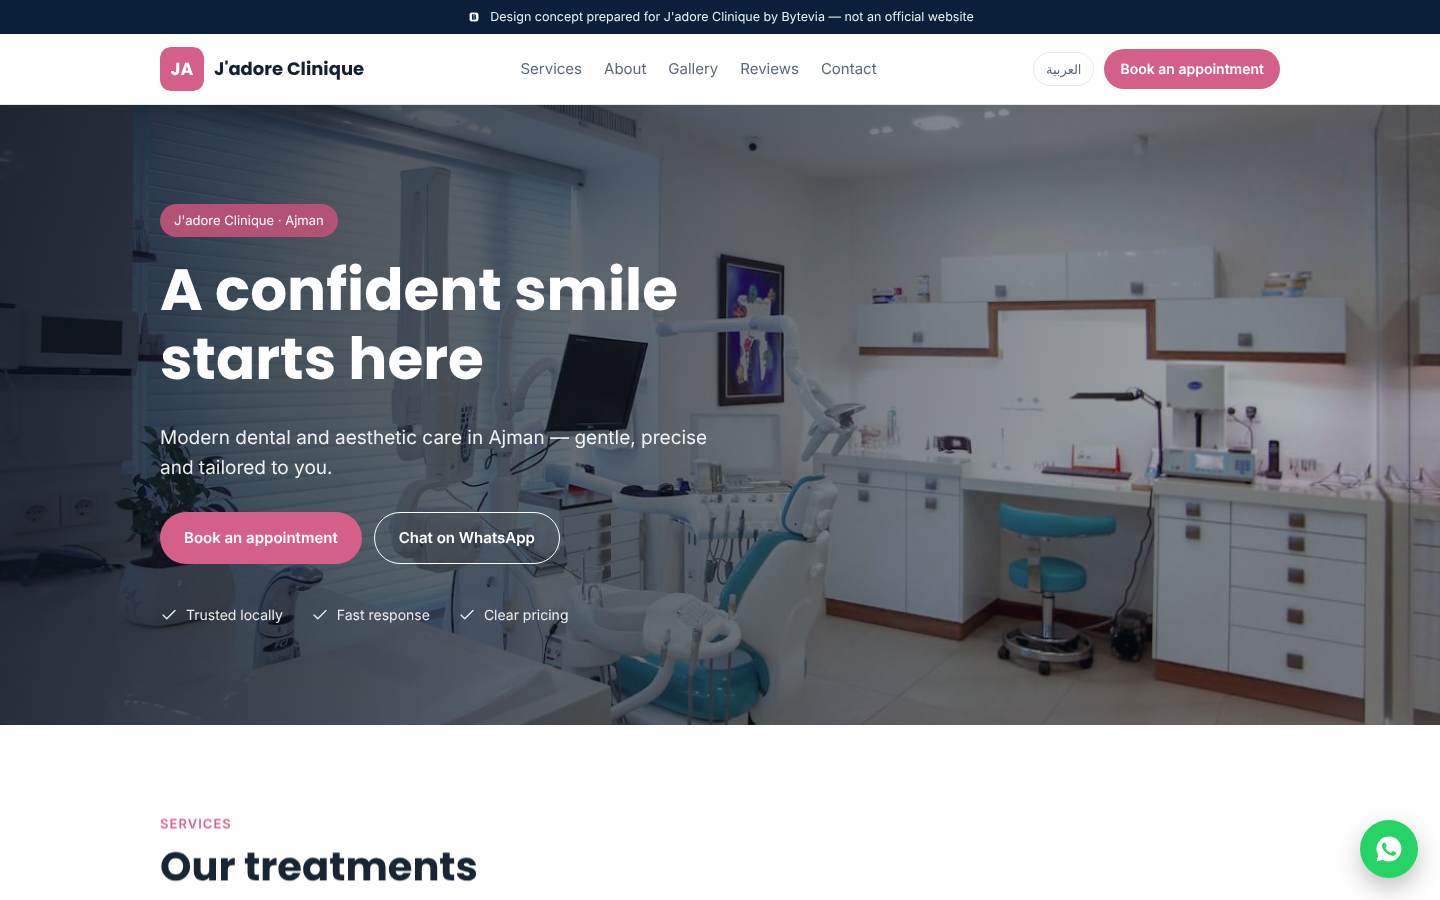 Design concept prepared for J'adore Clinique by Bytevia — not an official website
JA
J'adore Clinique
Services
About
Gallery
Reviews
Contact
العربية
Book an appointment
J'adore Clinique · Ajman
A confident smile
starts here
Modern dental and aesthetic care in Ajman — gentle, precise
and tailored to you.
Book an appointment
Chat on WhatsApp
Trusted locally
Fast response
Clear pricing
SERVICES
Our treatments